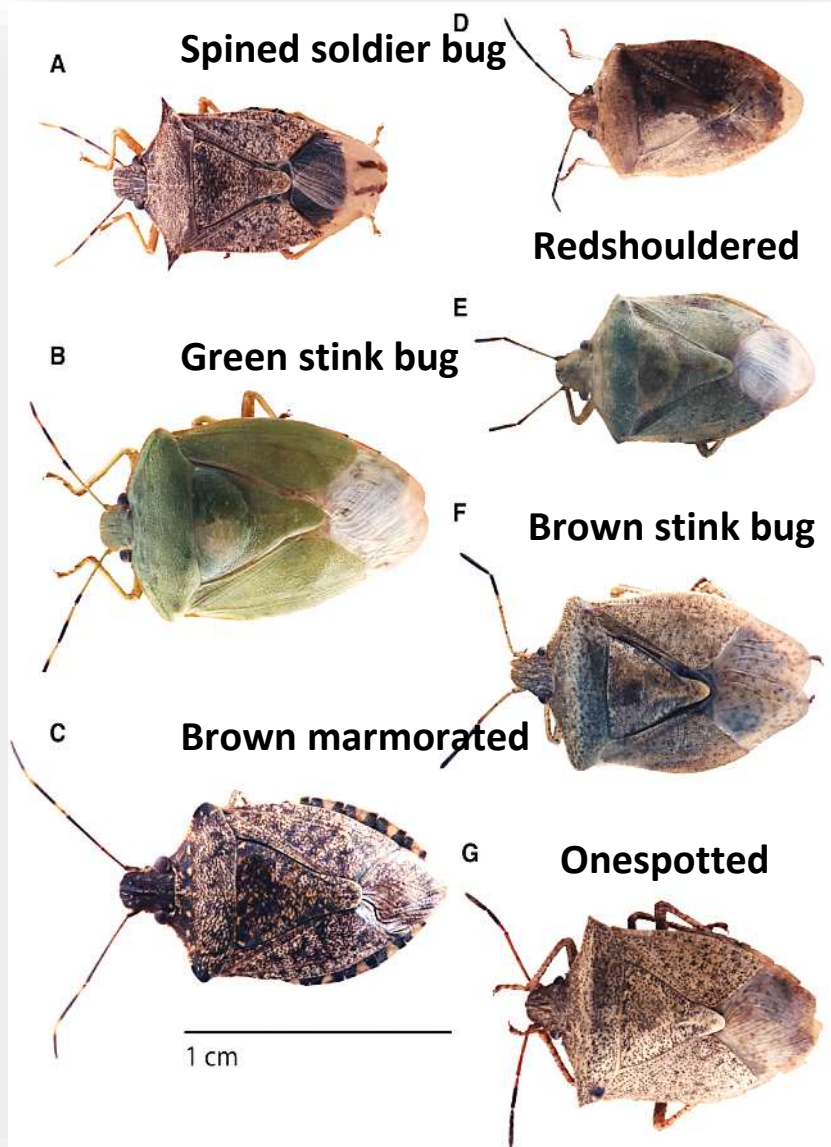 A
Spined soldier bug
D
Redshouldered
E
B
Green stink bug
F
Brown stink bug
C
Brown marmorated
G
Onespotted
1 cm